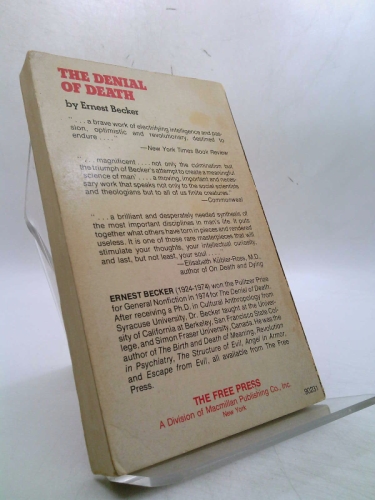 THE DENIAL
OF DEATH
by Ernest Becker
". . . a brave work of electrifying intelligence and pas-
sion, optimistic and revolutionary, destined to
endure . . . ."
—New York Times Book Review
". . . magnificent . . . . not only the culmination but
the triumph of Becker's attempt to create a meaningful
'science of man' . . . . a moving, important and neces-
sary work that speaks not only to the social scientists
and theologians but to all of us finite creatures."
—Commonweal
". . . a brilliant and desperately needed synthesis of
the most important disciplines in man's life. It puts
together what others have torn in pieces and rendered
useless. It is one of those rare masterpieces that will
stimulate your thoughts, your intellectual curiosity,
and last, but not least, your soul . . . ."
—Elisabeth Kübler-Ross, M.D.,
author of On Death and Dying
ERNEST BECKER (1924-1974) won the Pulitzer Prize
for General Nonfiction in 1974 for The Denial of Death.
After receiving a Ph.D. in Cultural Anthropology from
Syracuse University, Dr. Becker taught at the Univer-
sity of California at Berkeley, San Francisco State Col-
lege, and Simon Fraser University, Canada. He was the
author of The Birth and Death of Meaning, Revolution
in Psychiatry, The Structure of Evil, Angel in Armor,
and Escape from Evil, all available from The Free
Press.
THE FREE PRESS
A Division of Macmillan Publishing Co., Inc.
New York
90231